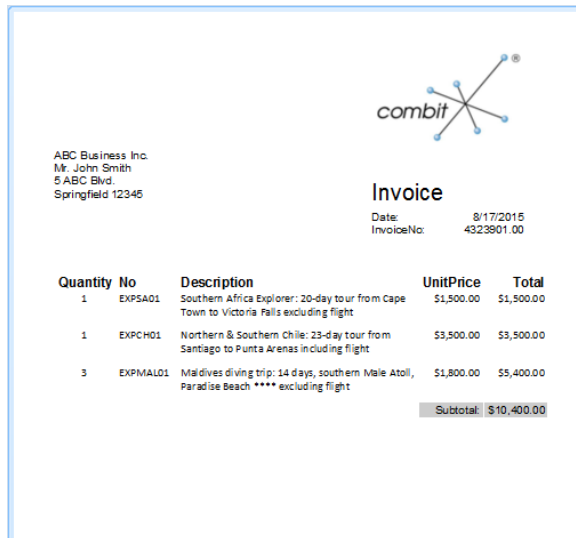 combit®
ABC Business Inc.
Mr. John Smith
5 ABC Blvd.
Springfield 12345
Invoice
Date: 8/17/2015
InvoiceNo: 4323901.00
Quantity No Description UnitPrice Total
1 EXPSA01 Southern Africa Explorer: 20-day tour from Cape $1,500.00 $1,500.00
Town to Victoria Falls excluding flight
1 EXPCH01 Northern & Southern Chile: 23-day tour from $3,500.00 $3,500.00
Santiago to Punta Arenas including flight
3 EXPMAL01 Maldives diving trip: 14 days, southern Male Atoll, $1,800.00 $5,400.00
Paradise Beach **** excluding flight
Subtotal: $10,400.00